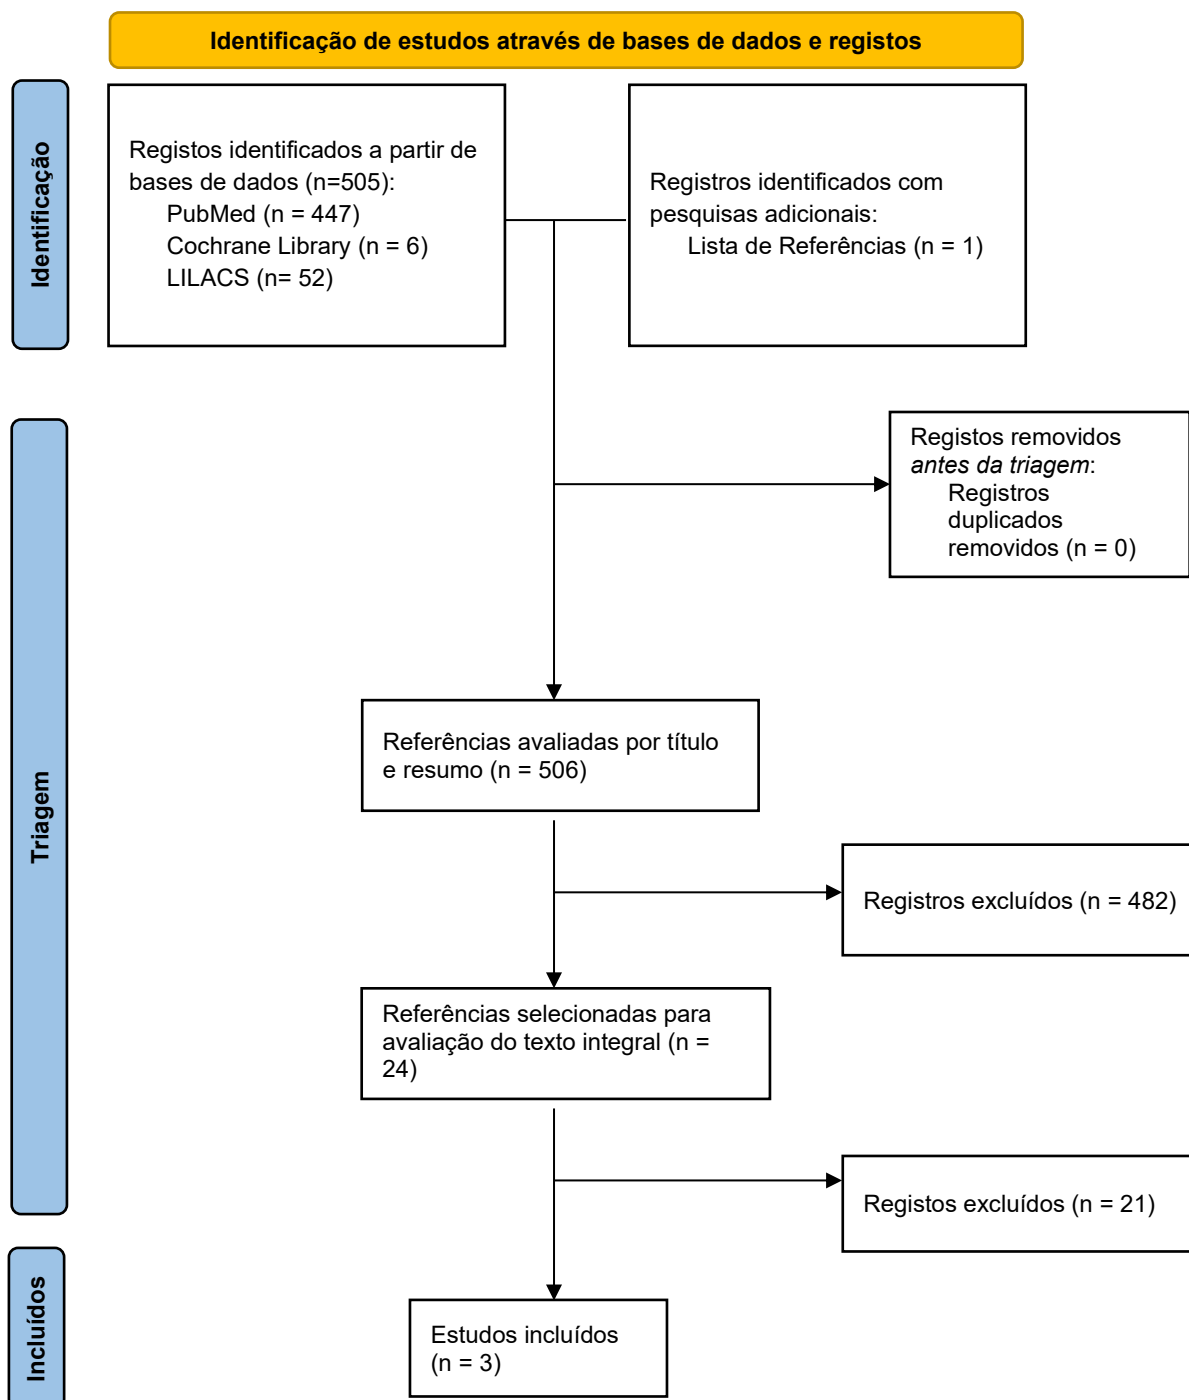 Identificação de estudos através de bases de dados e registos
Identificação
Registos identificados a partir de
bases de dados (n=505):
PubMed (n = 447)
Cochrane Library (n = 6)
LILACS (n= 52)
Registros identificados com
pesquisas adicionais:
Lista de Referências (n = 1)
Triagem
Registos removidos
antes da triagem:
Registros
duplicados
removidos (n = 0)
Referências avaliadas por título
e resumo (n = 506)
Registros excluídos (n = 482)
Referências selecionadas para
avaliação do texto integral (n =
24)
Registos excluídos (n = 21)
Incluídos
Estudos incluídos
(n = 3)